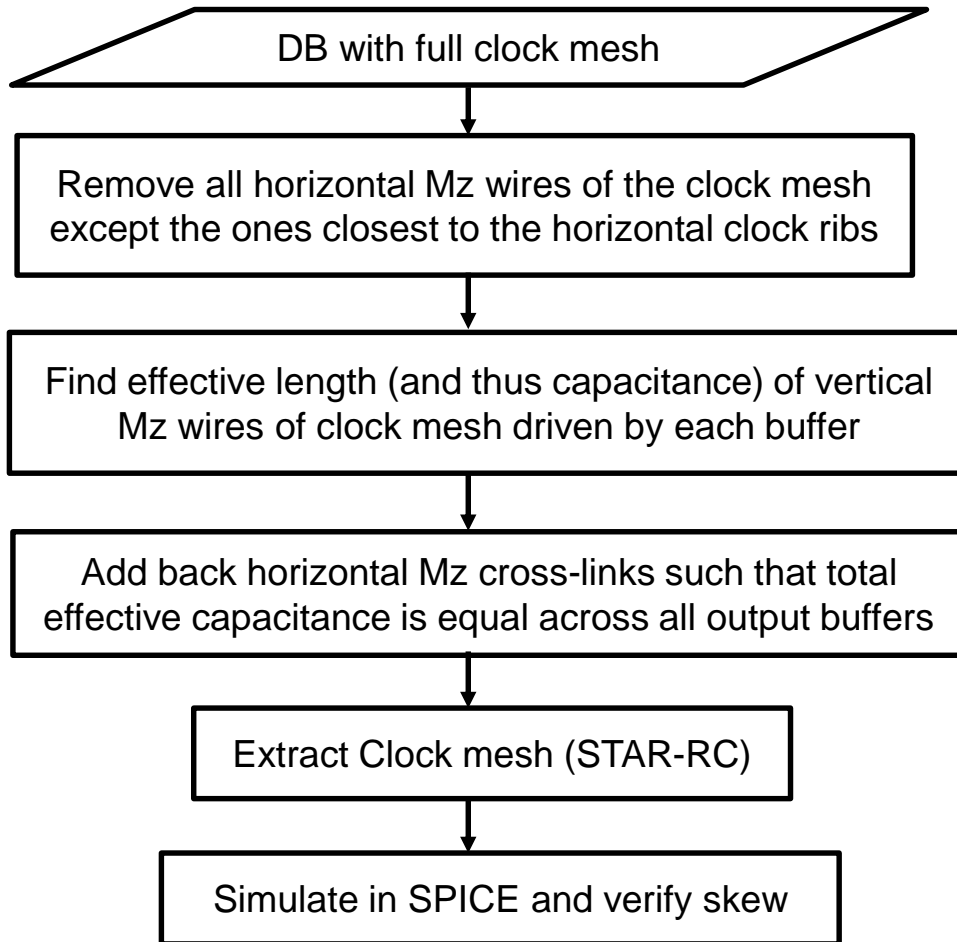 DB with full clock mesh
Remove all horizontal Mz wires of the clock mesh
except the ones closest to the horizontal clock ribs
Find effective length (and thus capacitance) of vertical
Mz wires of clock mesh driven by each buffer
Add back horizontal Mz cross-links such that total
effective capacitance is equal across all output buffers
Extract Clock mesh (STAR-RC)
Simulate in SPICE and verify skew